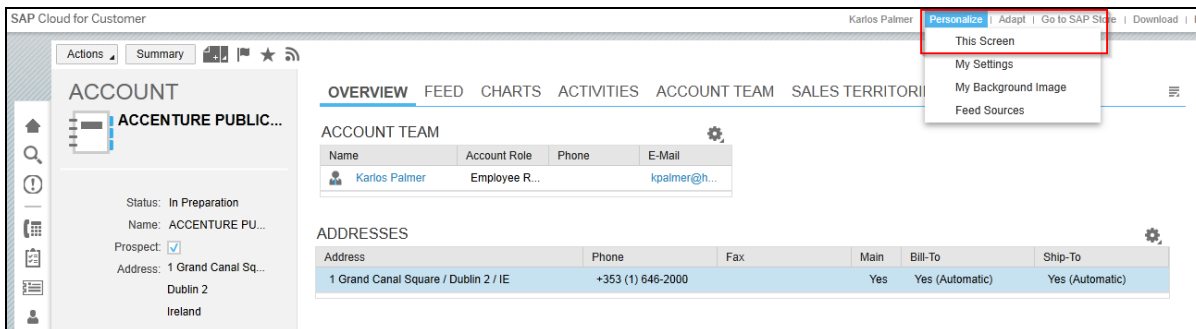 SAP Cloud for Customer
Karlos Palmer Personalize | Adapt | Go to SAP Store | Download |
This Screen
My Settings
My Background Image
Feed Sources
Actions Summary
ACCOUNT
ACCENTURE PUBLIC...
Status: In Preparation
Name: ACCENTURE PU...
Prospect:
Address: 1 Grand Canal Sq...
Dublin 2
Ireland
OVERVIEW FEED CHARTS ACTIVITIES ACCOUNT TEAM SALES TERRITORI
ACCOUNT TEAM
Name Account Role Phone E-Mail
Karlos Palmer Employee R... kpalmer@h...
ADDRESSES
Address Phone Fax Main Bill-To Ship-To
1 Grand Canal Square / Dublin 2 / IE +353 (1) 646-2000 Yes Yes (Automatic) Yes (Automatic)